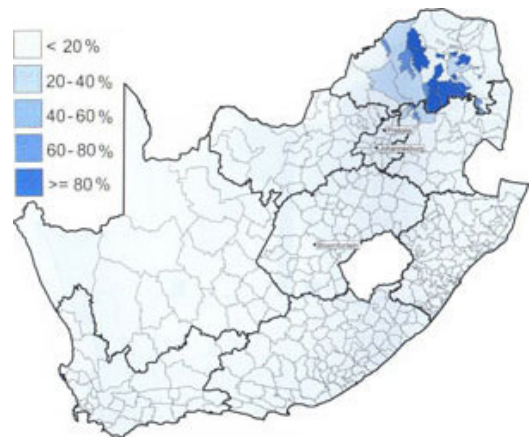 < 20 %
20-40 %
40-60 %
60-80 %
>= 80 %
Pretoria
Johannesburg
Bloemfontein